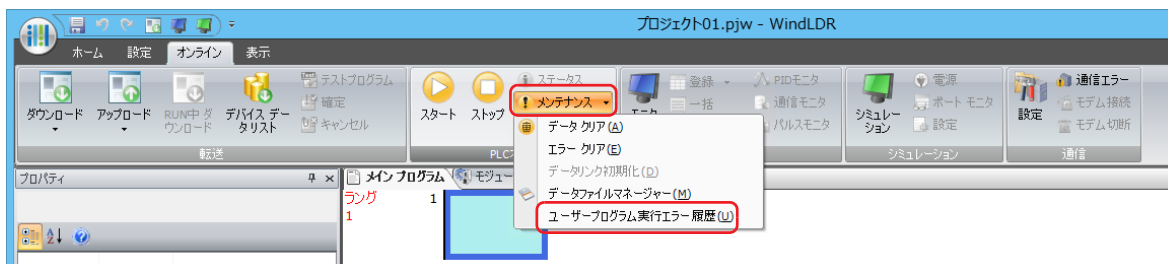 プロジェクト01.pjw - WindLDR
ホーム 設定 オンライン 表示
ダウンロード
アップロード
RUN中 ダ
ウンロード
デバイス デー
タリスト
テストプログラム
確定
キャンセル
転送
スタート
ストップ
ステータス
メンテナンス
PLCス
モニタ
登録
一括
PIDモニタ
通信モニタ
パルスモニタ
シミュレー
ション
電源
ポート モニタ
設定
シミュレーション
設定
通信エラー
モデム接続
モデム切断
通信
データ クリア(A)
エラー クリア(E)
データリンク初期化(D)
データファイルマネージャー(M)
ユーザープログラム実行エラー履歴(U)
プロパティ
メイン プログラム
モジュー
ラング 1
1